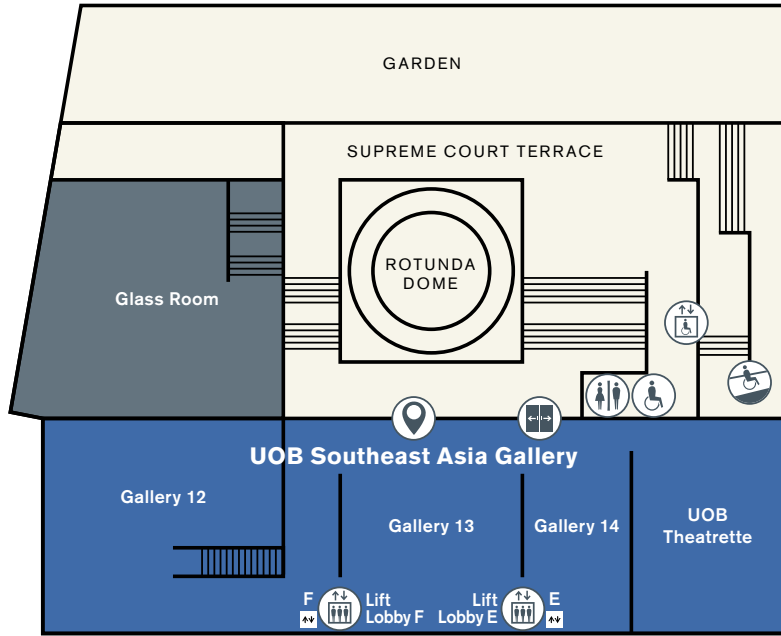 GARDEN
SUPREME COURT TERRACE
ROTUNDA
DOME
Glass Room
UOB Southeast Asia Gallery
Gallery 12
Gallery 13
Gallery 14
UOB
Theatrette
F
Lift
Lobby F
Lift
Lobby E
E